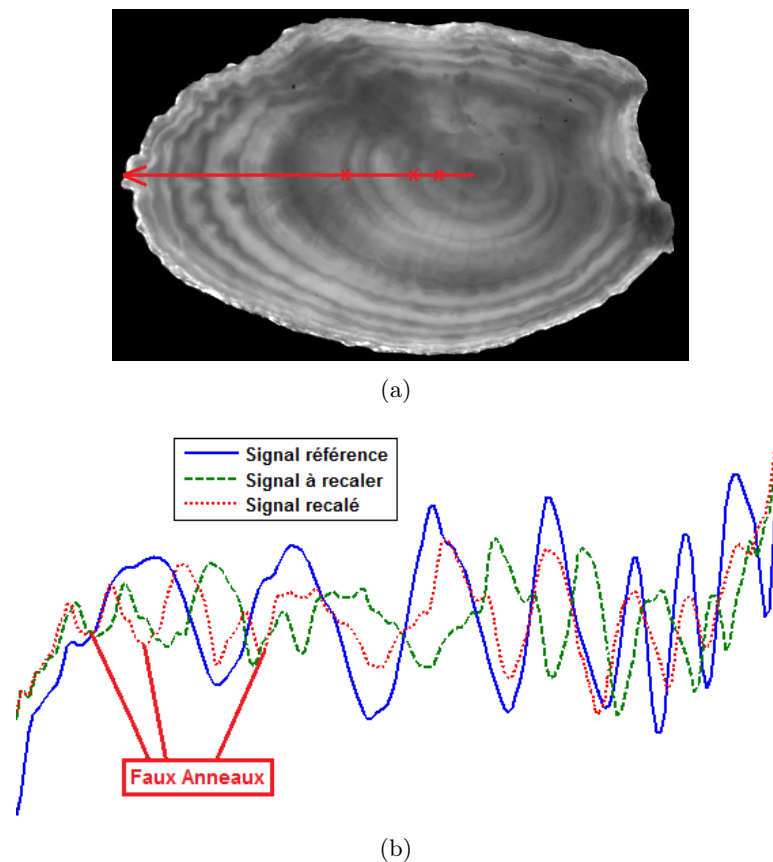 (a)
Signal référence
Signal à recaler
Signal recalé
Faux Anneaux
(b)